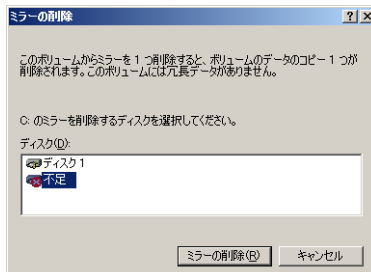 ミラーの削除
このボリュームからミラーを1つ削除すると、ボリュームのデータのコピー1つが
削除されます。このボリュームには冗長データがありません。
C: のミラーを削除するディスクを選択してください。
ディスク(D):
ディスク1
不足
ミラーの削除(R)
キャンセル